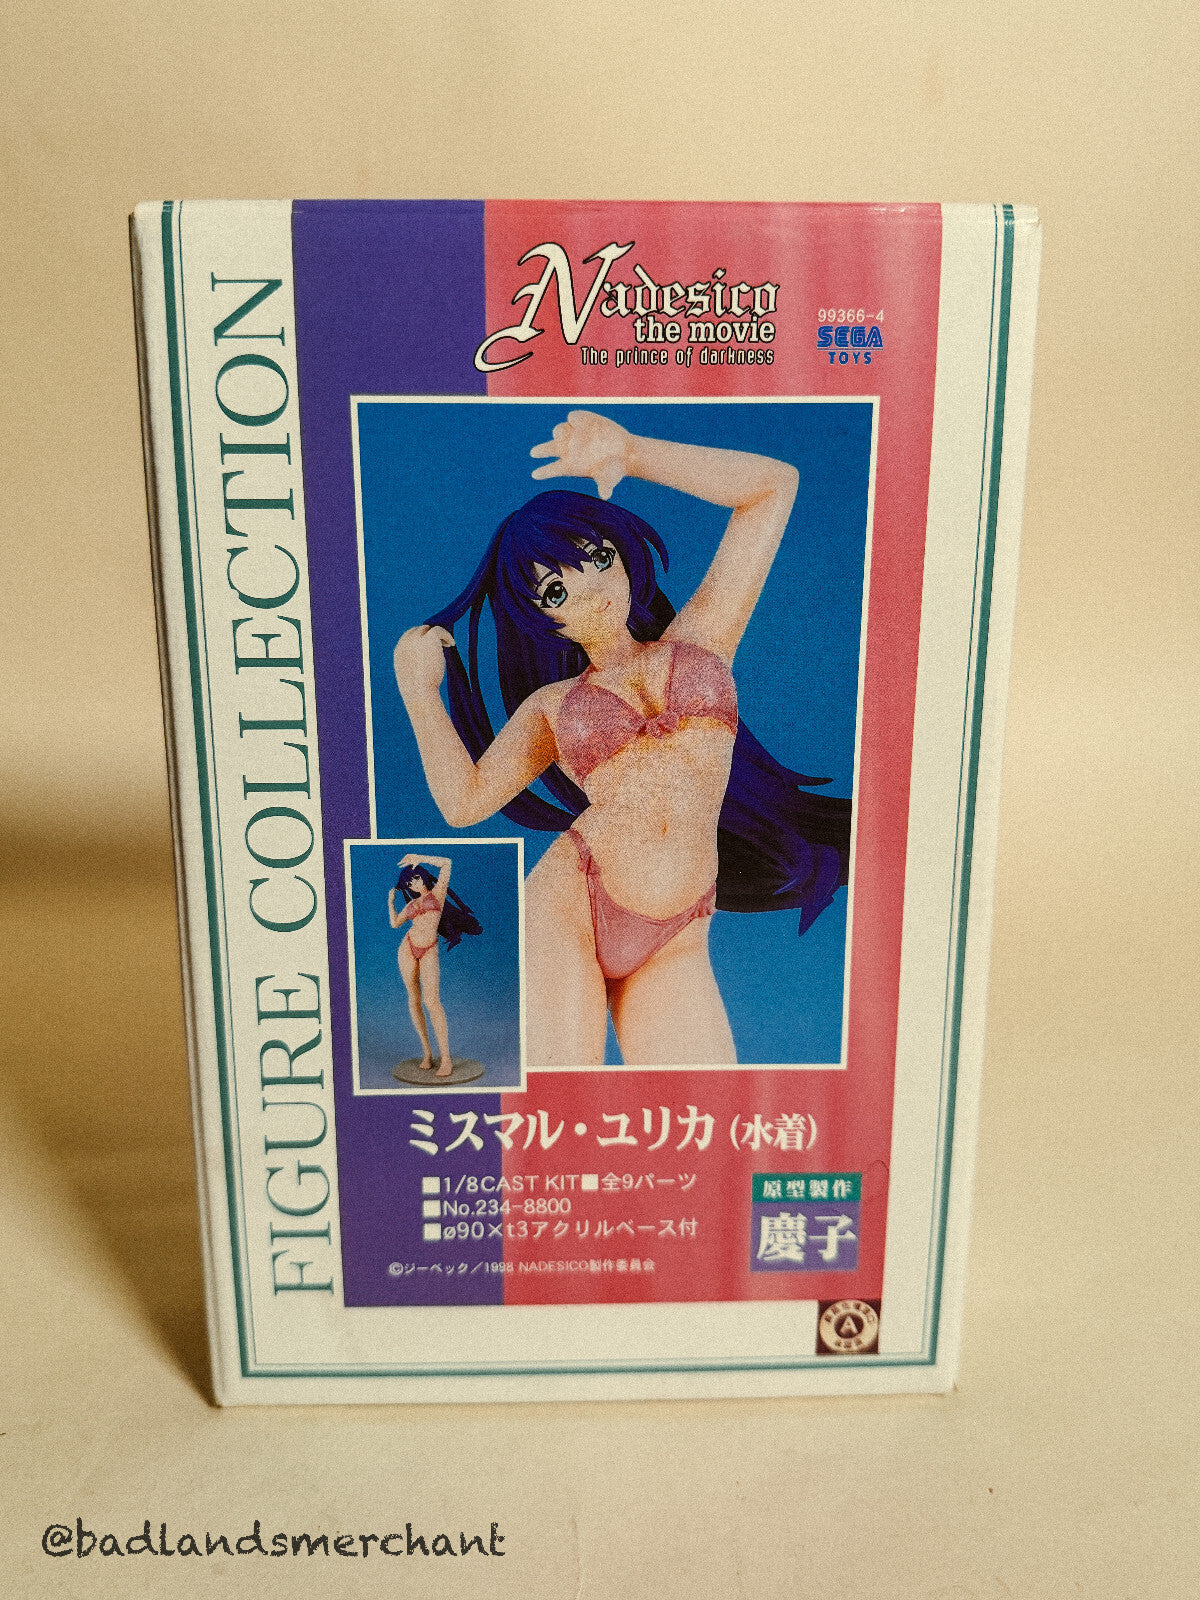 FIGURE COLLECTION
Nadesico
the movie
The prince of darkness
99366-4
SEGA
TOYS
ミスマル・ユリカ(水着)
■1/8CAST KIT■全9パーツ
■No.234-8800
■ø90×t3アクリルベース付
©ジーベック/1998 NADESICO製作委員会
原型製作
慶子
A
@badlandsmerchant